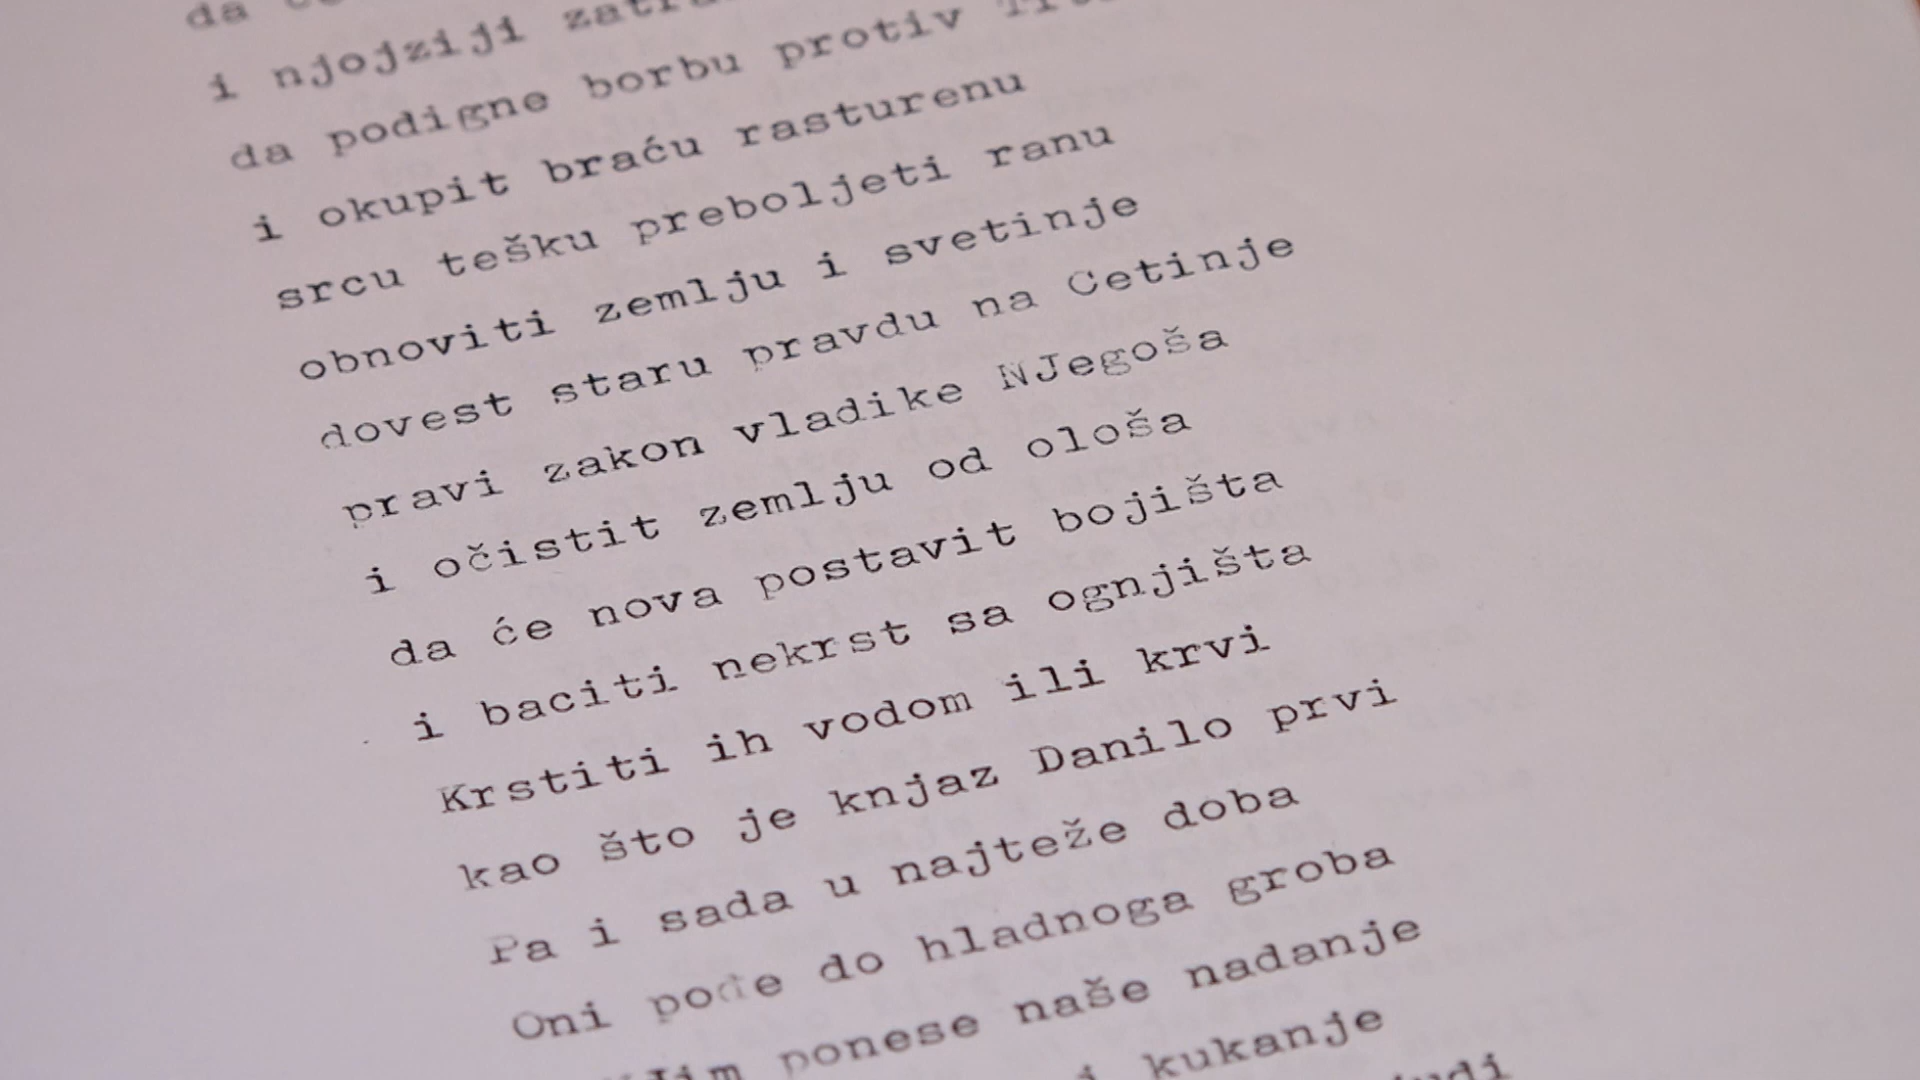 da
i njojziji
da podigne borbu protiv
i okupit braću rasturenu
srcu tešku preboljeti ranu
obnoviti zemlju i svetinje
dovest staru pravdu na Cetinje
pravi zakon vladike NJegoša
i očistit zemlju od ološa
da će nova postavit bojišta
i baciti nekrst sa ognjišta
Krstiti ih vodom ili krvi
kao što je knjaz Danilo prvi
Pa i sada u najteže doba
Oni pođe do hladnoga groba
ponese naše nadanje
i kukanje